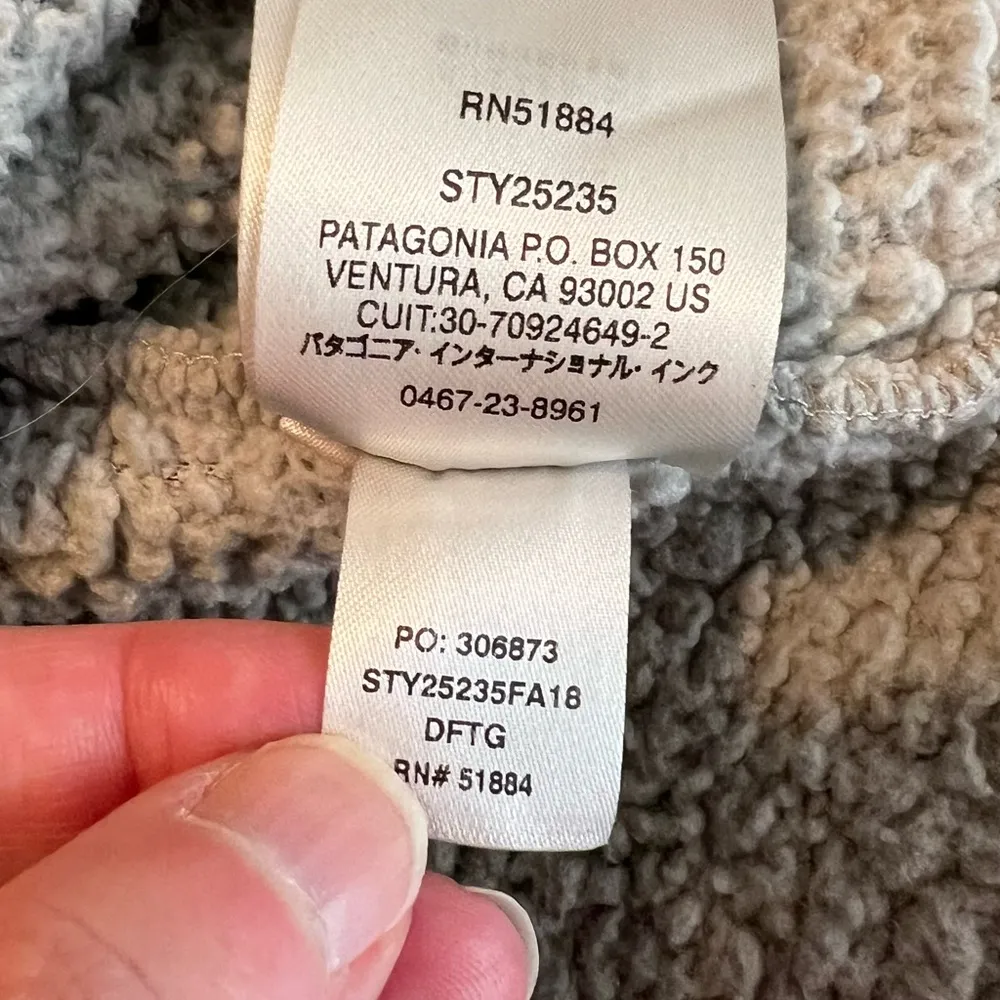 RN51884
STY25235
PATAGONIA P.O. BOX 150
VENTURA, CA 93002 US
CUIT:30-70924649-2
パタゴニア・インターナショナル・インク
0467-23-8961
PO: 306873
STY25235FA18
DFTG
RN# 51884